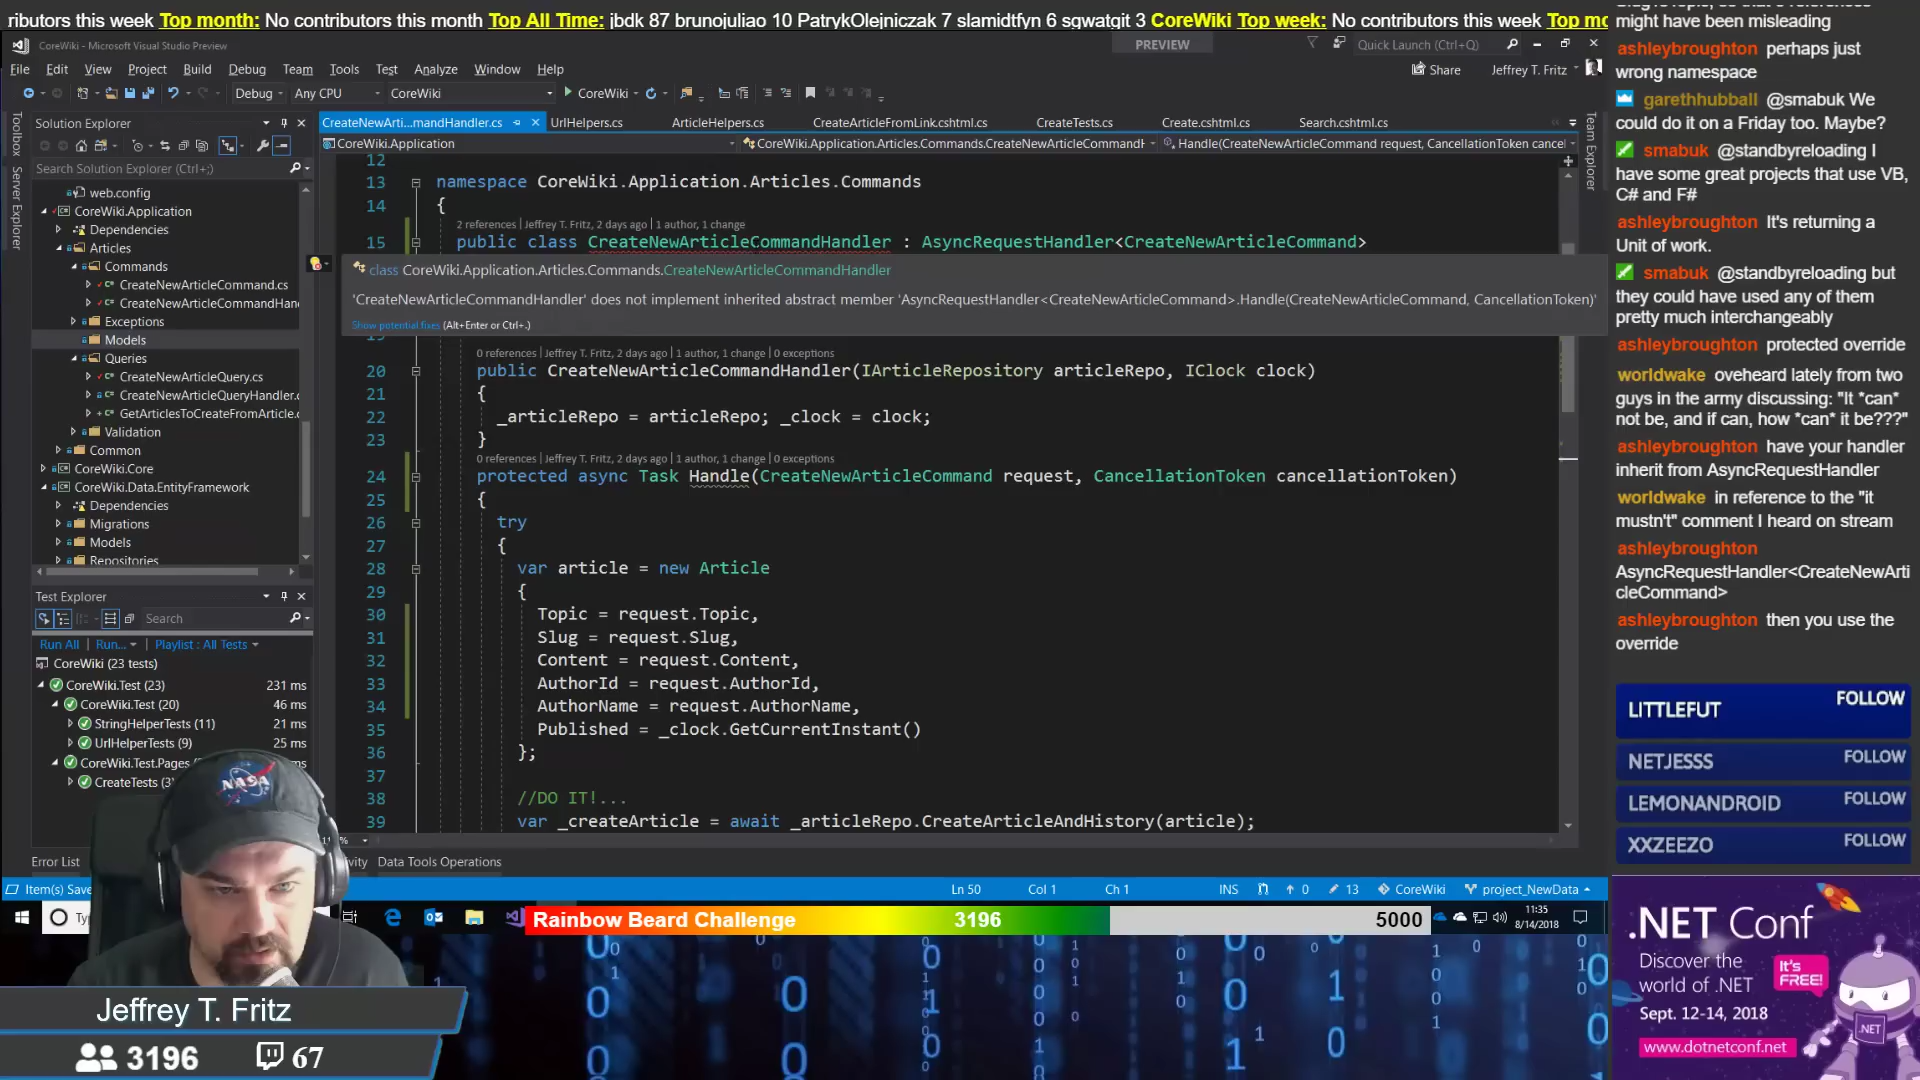 ributors this week Top month: No contributors this month Top All Time: jbdk 87 brunojuliao 10 PatrykOlejniczak 7 slamidtfyn 6 sgwatgit 3 CoreWiki Top week: No contributors this week Top mo
CoreWiki - Microsoft Visual Studio Preview
PREVIEW
Quick Launch (Ctrl+Q)
File Edit View Project Build Debug Team Tools Test Analyze Window Help
Share
Jeffrey T. Fritz
Debug Any CPU CoreWiki CoreWiki
Toolbox
Server Explorer
Team Explorer
Solution Explorer
Search Solution Explorer (Ctrl+;)
web.config
CoreWiki.Application
Dependencies
Articles
Commands
CreateNewArticleCommand.cs
CreateNewArticleCommandHan
Exceptions
Models
Queries
CreateNewArticleQuery.cs
CreateNewArticleQueryHandler.c
GetArticlesToCreateFromArticle.c
Validation
Common
CoreWiki.Core
CoreWiki.Data.EntityFramework
Dependencies
Migrations
Models
Repositories
Test Explorer
Search
Run All Run... Playlist : All Tests
CoreWiki (23 tests)
CoreWiki.Test (23) 231 ms
CoreWiki.Test (20) 46 ms
StringHelperTests (11) 21 ms
UrlHelperTests (9) 25 ms
CoreWiki.Test.Pages
CreateTests (3)
CreateNewArti...mandHandler.cs UrlHelpers.cs ArticleHelpers.cs CreateArticleFromLink.cshtml.cs CreateTests.cs Create.cshtml.cs Search.cshtml.cs
CoreWiki.Application CoreWiki.Application.Articles.Commands.CreateNewArticleCommandH Handle(CreateNewArticleCommand request, CancellationToken cancel
12
13 namespace CoreWiki.Application.Articles.Commands
14 {
2 references | Jeffrey T. Fritz, 2 days ago | 1 author, 1 change
15 public class CreateNewArticleCommandHandler : AsyncRequestHandler<CreateNewArticleCommand>
class CoreWiki.Application.Articles.Commands.CreateNewArticleCommandHandler
'CreateNewArticleCommandHandler' does not implement inherited abstract member 'AsyncRequestHandler<CreateNewArticleCommand>.Handle(CreateNewArticleCommand, CancellationToken)'
Show potential fixes (Alt+Enter or Ctrl+.)
0 references | Jeffrey T. Fritz, 2 days ago | 1 author, 1 change | 0 exceptions
20 public CreateNewArticleCommandHandler(IArticleRepository articleRepo, IClock clock)
21 {
22 _articleRepo = articleRepo; _clock = clock;
23 }
0 references | Jeffrey T. Fritz, 2 days ago | 1 author, 1 change | 0 exceptions
24 protected async Task Handle(CreateNewArticleCommand request, CancellationToken cancellationToken)
25 {
26 try
27 {
28 var article = new Article
29 {
30 Topic = request.Topic,
31 Slug = request.Slug,
32 Content = request.Content,
33 AuthorId = request.AuthorId,
34 AuthorName = request.AuthorName,
35 Published = _clock.GetCurrentInstant()
36 };
37
38 //DO IT!...
39 var _createArticle = await _articleRepo.CreateArticleAndHistory(article);
Error List
Data Tools Operations
Item(s) Save
Ln 50 Col 1 Ch 1 INS 0 13 CoreWiki project_NewData
Rainbow Beard Challenge 3196 5000
11:35
8/14/2018
Jeffrey T. Fritz
3196 67
might have been misleading
ashleybroughton perhaps just
wrong namespace
garethhubball @smabuk We
could do it on a Friday too. Maybe?
smabuk @standbyreloading I
have some great projects that use VB,
C# and F#
ashleybroughton It's returning a
Unit of work.
smabuk @standbyreloading but
they could have used any of them
pretty much interchangeably
ashleybroughton protected override
worldwake oveheard lately from two
guys in the army discussing: "It *can*
not be, and if can, how *can* it be???"
ashleybroughton have your handler
inherit from AsyncRequestHandler
worldwake in reference to the "it
mustn't" comment I heard on stream
ashleybroughton
AsyncRequestHandler<CreateNewArti
cleCommand>
ashleybroughton then you use the
override
LITTLEFUT FOLLOW
NETJESSS FOLLOW
LEMONANDROID FOLLOW
XXZEEZO FOLLOW
.NET Conf
Discover the
world of .NET
IT'S FREE!
Sept. 12-14, 2018
www.dotnetconf.net
.NET